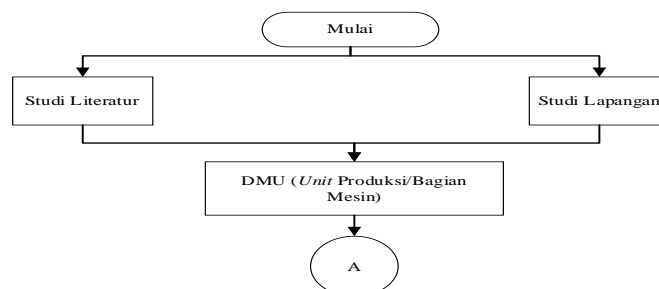 Mulai
Studi Literatur
Studi Lapangan
DMU (Unit Produksi/Bagian
Mesin)
A